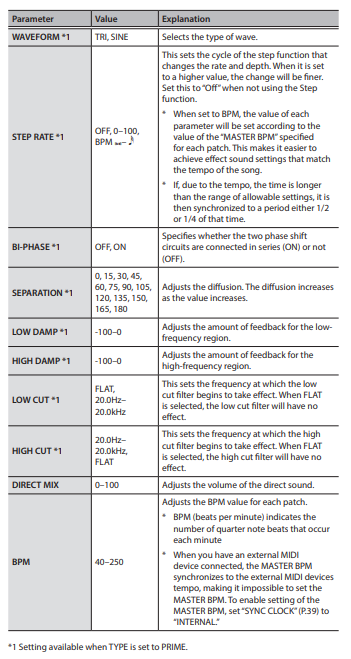 Parameter Value Explanation
WAVEFORM *1 TRI, SINE Selects the type of wave.
STEP RATE *1 OFF, 0–100, BPM –
This sets the cycle of the step function that
changes the rate and depth. When it is set
to a higher value, the change will be finer.
Set this to “Off” when not using the Step
function.
* When set to BPM, the value of each
parameter will be set according to the
value of the “MASTER BPM” specified
for each patch. This makes it easier to
achieve effect sound settings that match
the tempo of the song.
* If, due to the tempo, the time is longer
than the range of allowable settings, it is
then synchronized to a period either 1/2
or 1/4 of that time.
BI-PHASE *1 OFF, ON
Specifies whether the two phase shift
circuits are connected in series (ON) or not
(OFF).
SEPARATION *1
0, 15, 30, 45,
60, 75, 90, 105,
120, 135, 150,
165, 180
Adjusts the diffusion. The diffusion increases
as the value increases.
LOW DAMP *1 -100–0
Adjusts the amount of feedback for the low-
frequency region.
HIGH DAMP *1 -100–0
Adjusts the amount of feedback for the
high-frequency region.
LOW CUT *1
FLAT,
20.0Hz–
20.0kHz
This sets the frequency at which the low
cut filter begins to take effect. When FLAT
is selected, the low cut filter will have no
effect.
HIGH CUT *1
20.0Hz–
20.0kHz,
FLAT
This sets the frequency at which the high
cut filter begins to take effect. When FLAT
is selected, the high cut filter will have no
effect.
DIRECT MIX 0–100 Adjusts the volume of the direct sound.
BPM 40–250
Adjusts the BPM value for each patch.
* BPM (beats per minute) indicates the
number of quarter note beats that occur
each minute
* When you have an external MIDI
device connected, the MASTER BPM
synchronizes to the external MIDI devices
tempo, making it impossible to set the
MASTER BPM. To enable setting of the
MASTER BPM, set “SYNC CLOCK” (P.39) to
“INTERNAL.”
*1 Setting available when TYPE is set to PRIME.